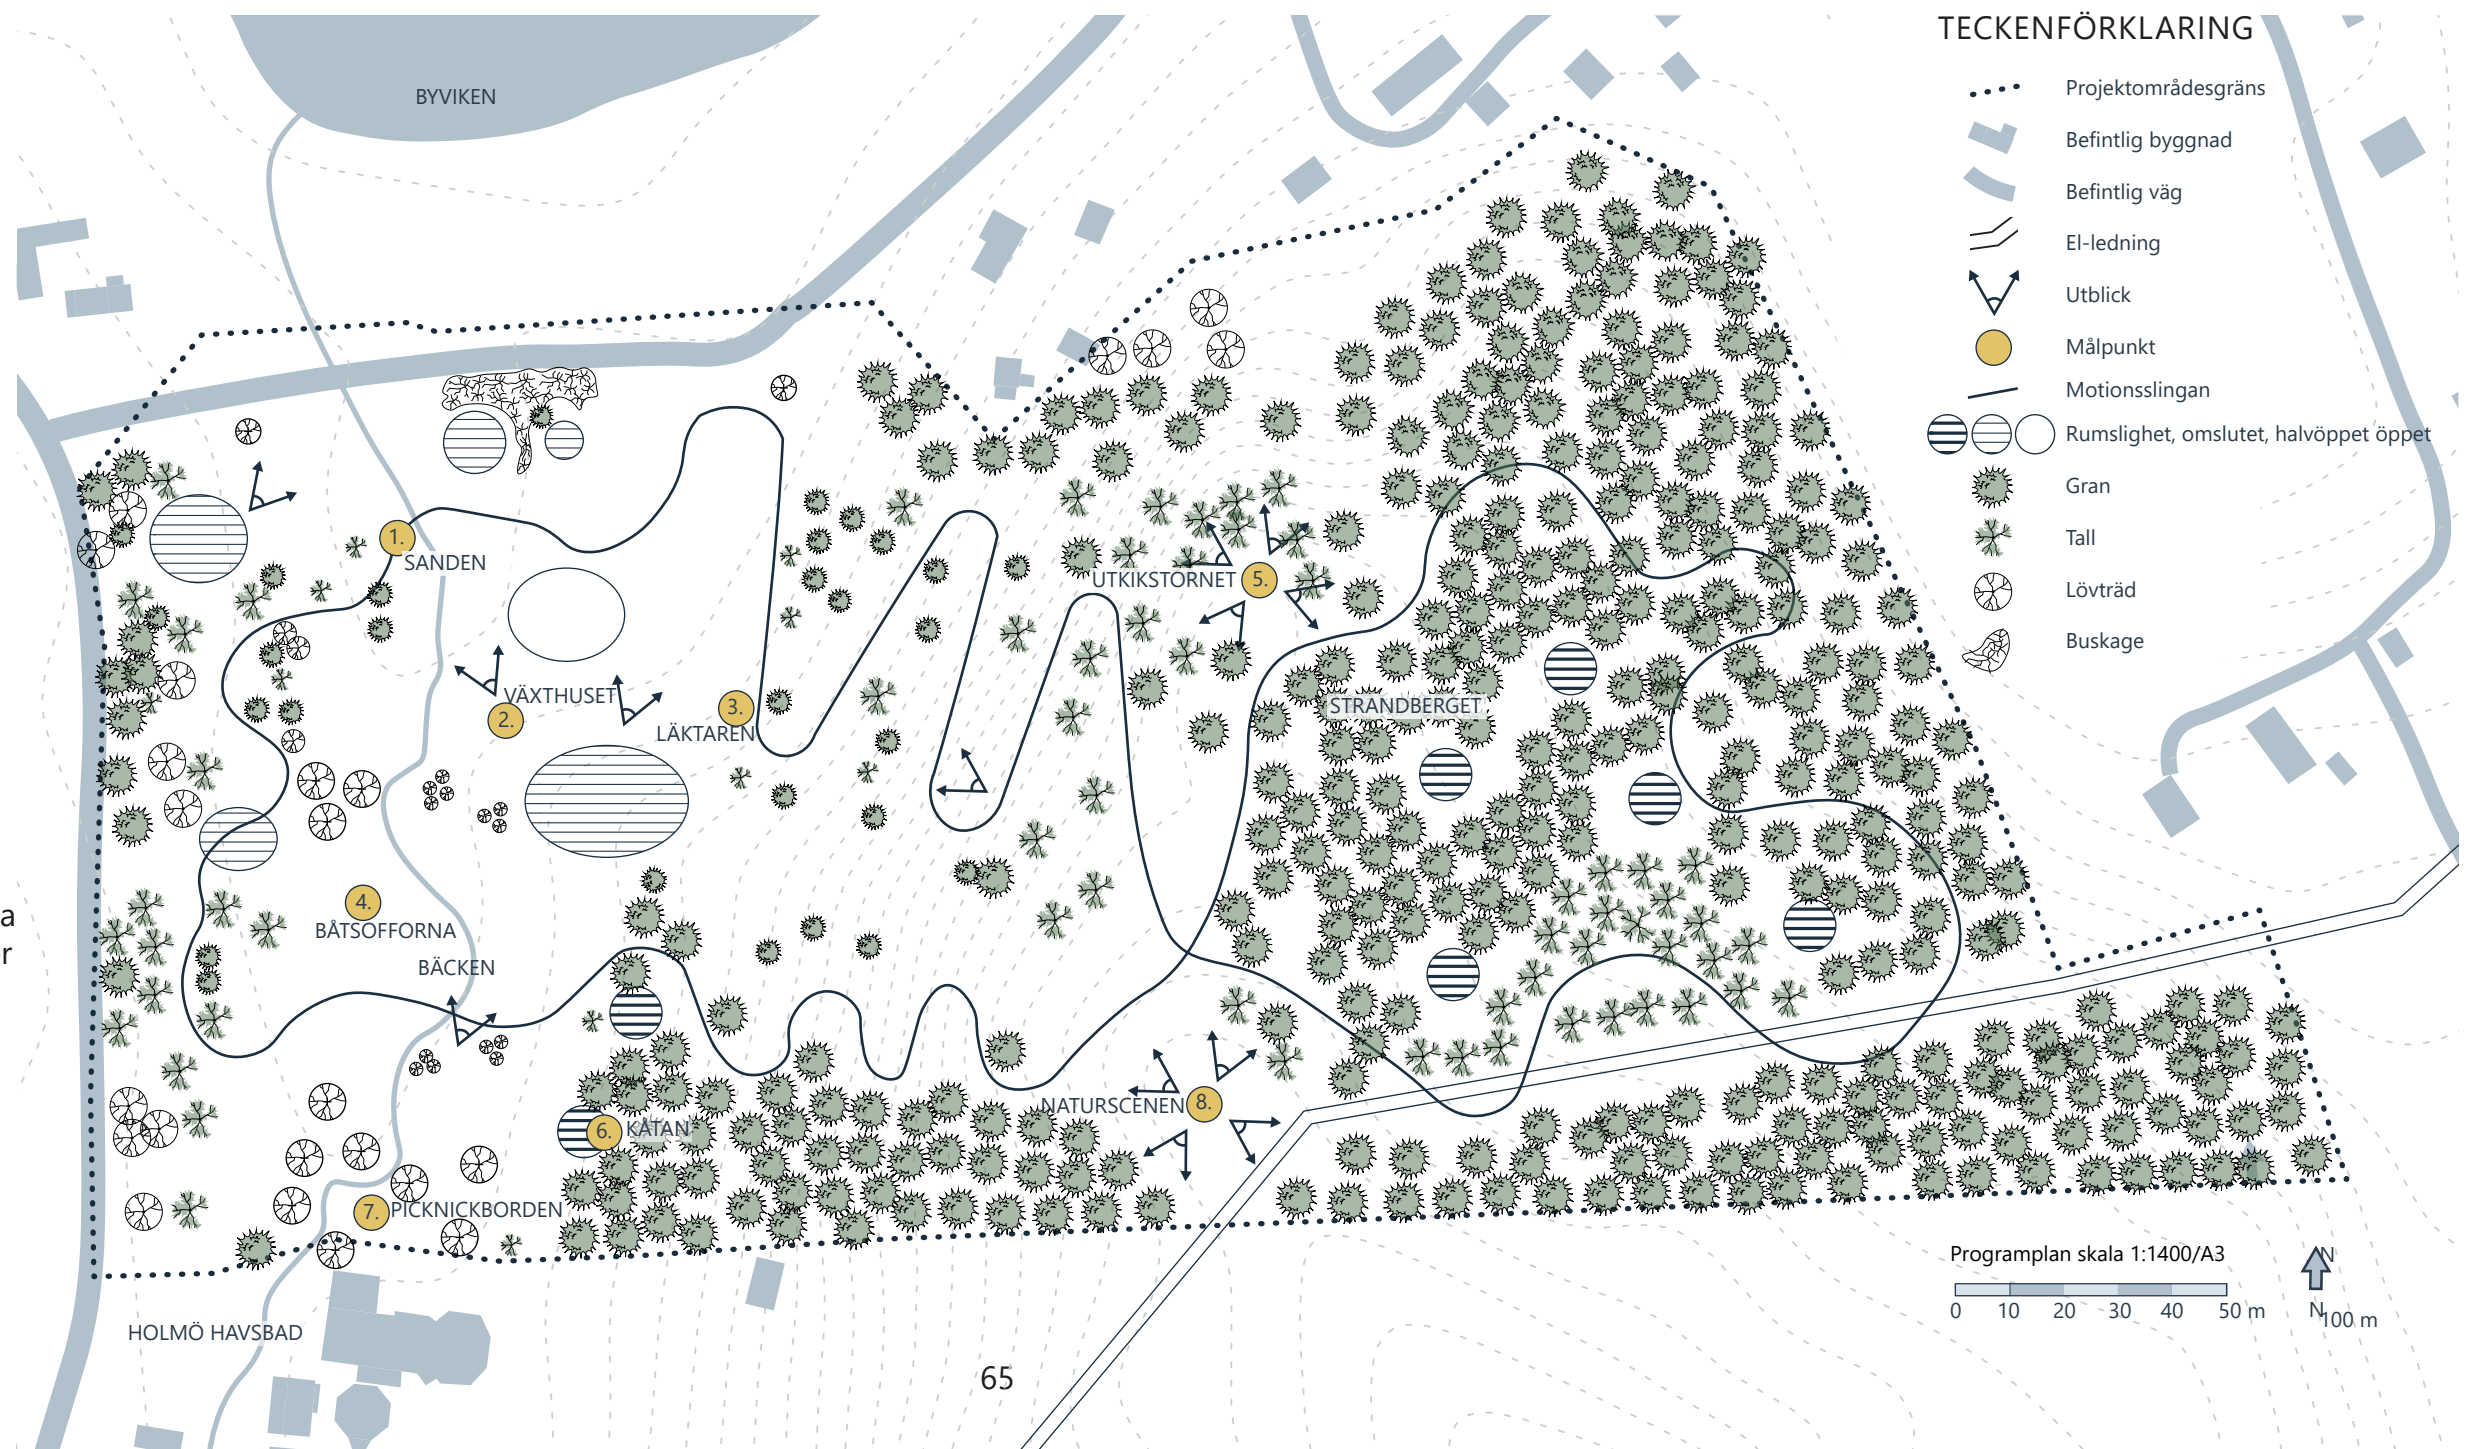 TECKENFÖRKLARING
Projektområdesgräns
Befintlig byggnad
Befintlig väg
El-ledning
Utblick
Målpunkt
Motionsslingan
Rumslighet, omslutet, halvöppet öppet
Gran
Tall
Lövträd
Buskage
BYVIKEN
1.
SANDEN
UTKIKSTORNET 5.
VÄXTHUSET
2.
3.
LÄKTAREN
STRANDBERGET
4.
BÅTSOFFORNA
a
r
BÄCKEN
NATURSCENEN 8.
6. KÅTAN
7. PICKNICKBORDEN
HOLMÖ HAVSBAD
Programplan skala 1:1400/A3
N
0 10 20 30 40 50 m
N
100 m
65